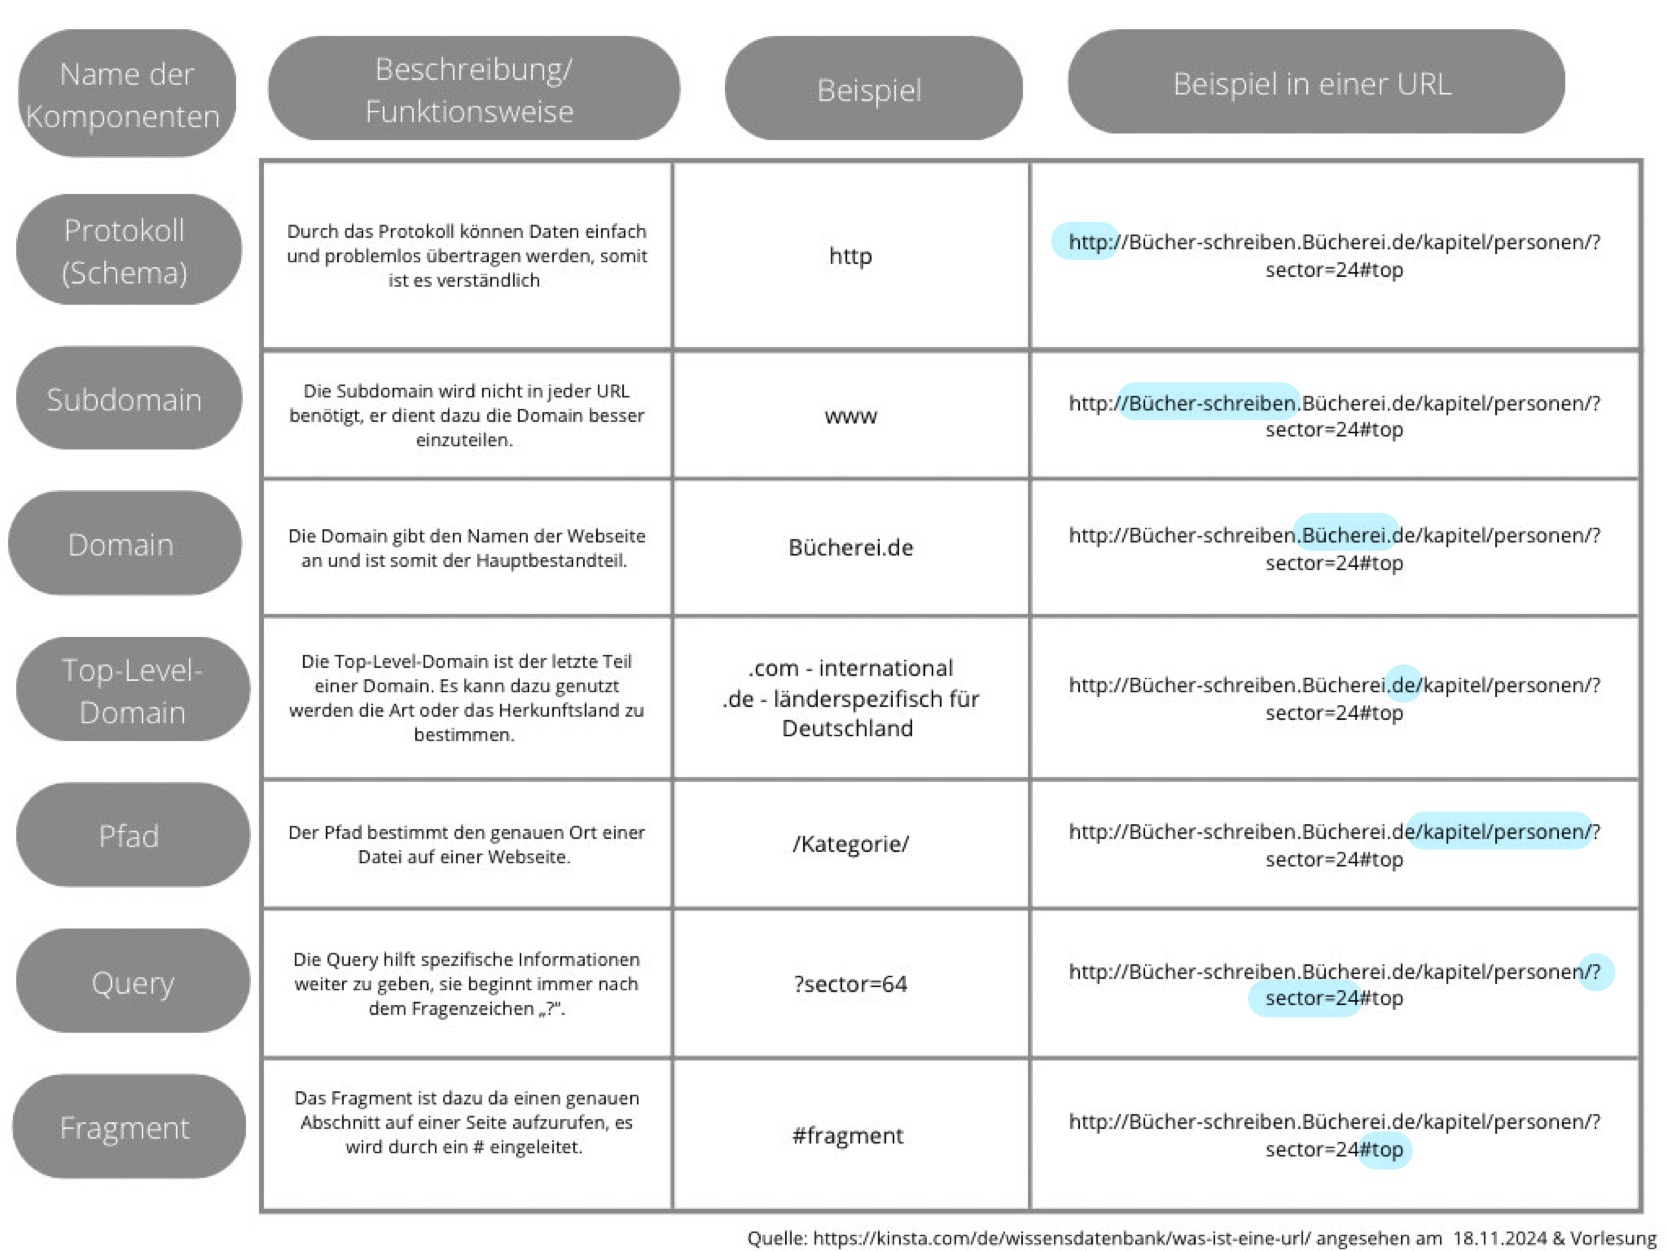 Name der
Komponenten
Beschreibung/
Funktionsweise
Beispiel
Beispiel in einer URL
Protokoll
(Schema)
Durch das Protokoll können Daten einfach
und problemlos übertragen werden, somit
ist es verständlich
http
http://Bücher-schreiben.Bücherei.de/kapitel/personen/?
sector=24#top
Subdomain
Die Subdomain wird nicht in jeder URL
benötigt, er dient dazu die Domain besser
einzuteilen.
www
http://Bücher-schreiben.Bücherei.de/kapitel/personen/?
sector=24#top
Domain
Die Domain gibt den Namen der Webseite
an und ist somit der Hauptbestandteil.
Bücherei.de
http://Bücher-schreiben.Bücherei.de/kapitel/personen/?
sector=24#top
Top-Level-
Domain
Die Top-Level-Domain ist der letzte Teil
einer Domain. Es kann dazu genutzt
werden die Art oder das Herkunftsland zu
bestimmen.
.com - international
.de - länderspezifisch für
Deutschland
http://Bücher-schreiben.Bücherei.de/kapitel/personen/?
sector=24#top
Pfad
Der Pfad bestimmt den genauen Ort einer
Datei auf einer Webseite.
/Kategorie/
http://Bücher-schreiben.Bücherei.de/kapitel/personen/?
sector=24#top
Query
Die Query hilft spezifische Informationen
weiter zu geben, sie beginnt immer nach
dem Fragenzeichen „?“.
?sector=64
http://Bücher-schreiben.Bücherei.de/kapitel/personen/?
sector=24#top
Fragment
Das Fragment ist dazu da einen genauen
Abschnitt auf einer Seite aufzurufen, es
wird durch ein # eingeleitet.
#fragment
http://Bücher-schreiben.Bücherei.de/kapitel/personen/?
sector=24#top
Quelle: https://kinsta.com/de/wissensdatenbank/was-ist-eine-url/ angesehen am 18.11.2024 & Vorlesung